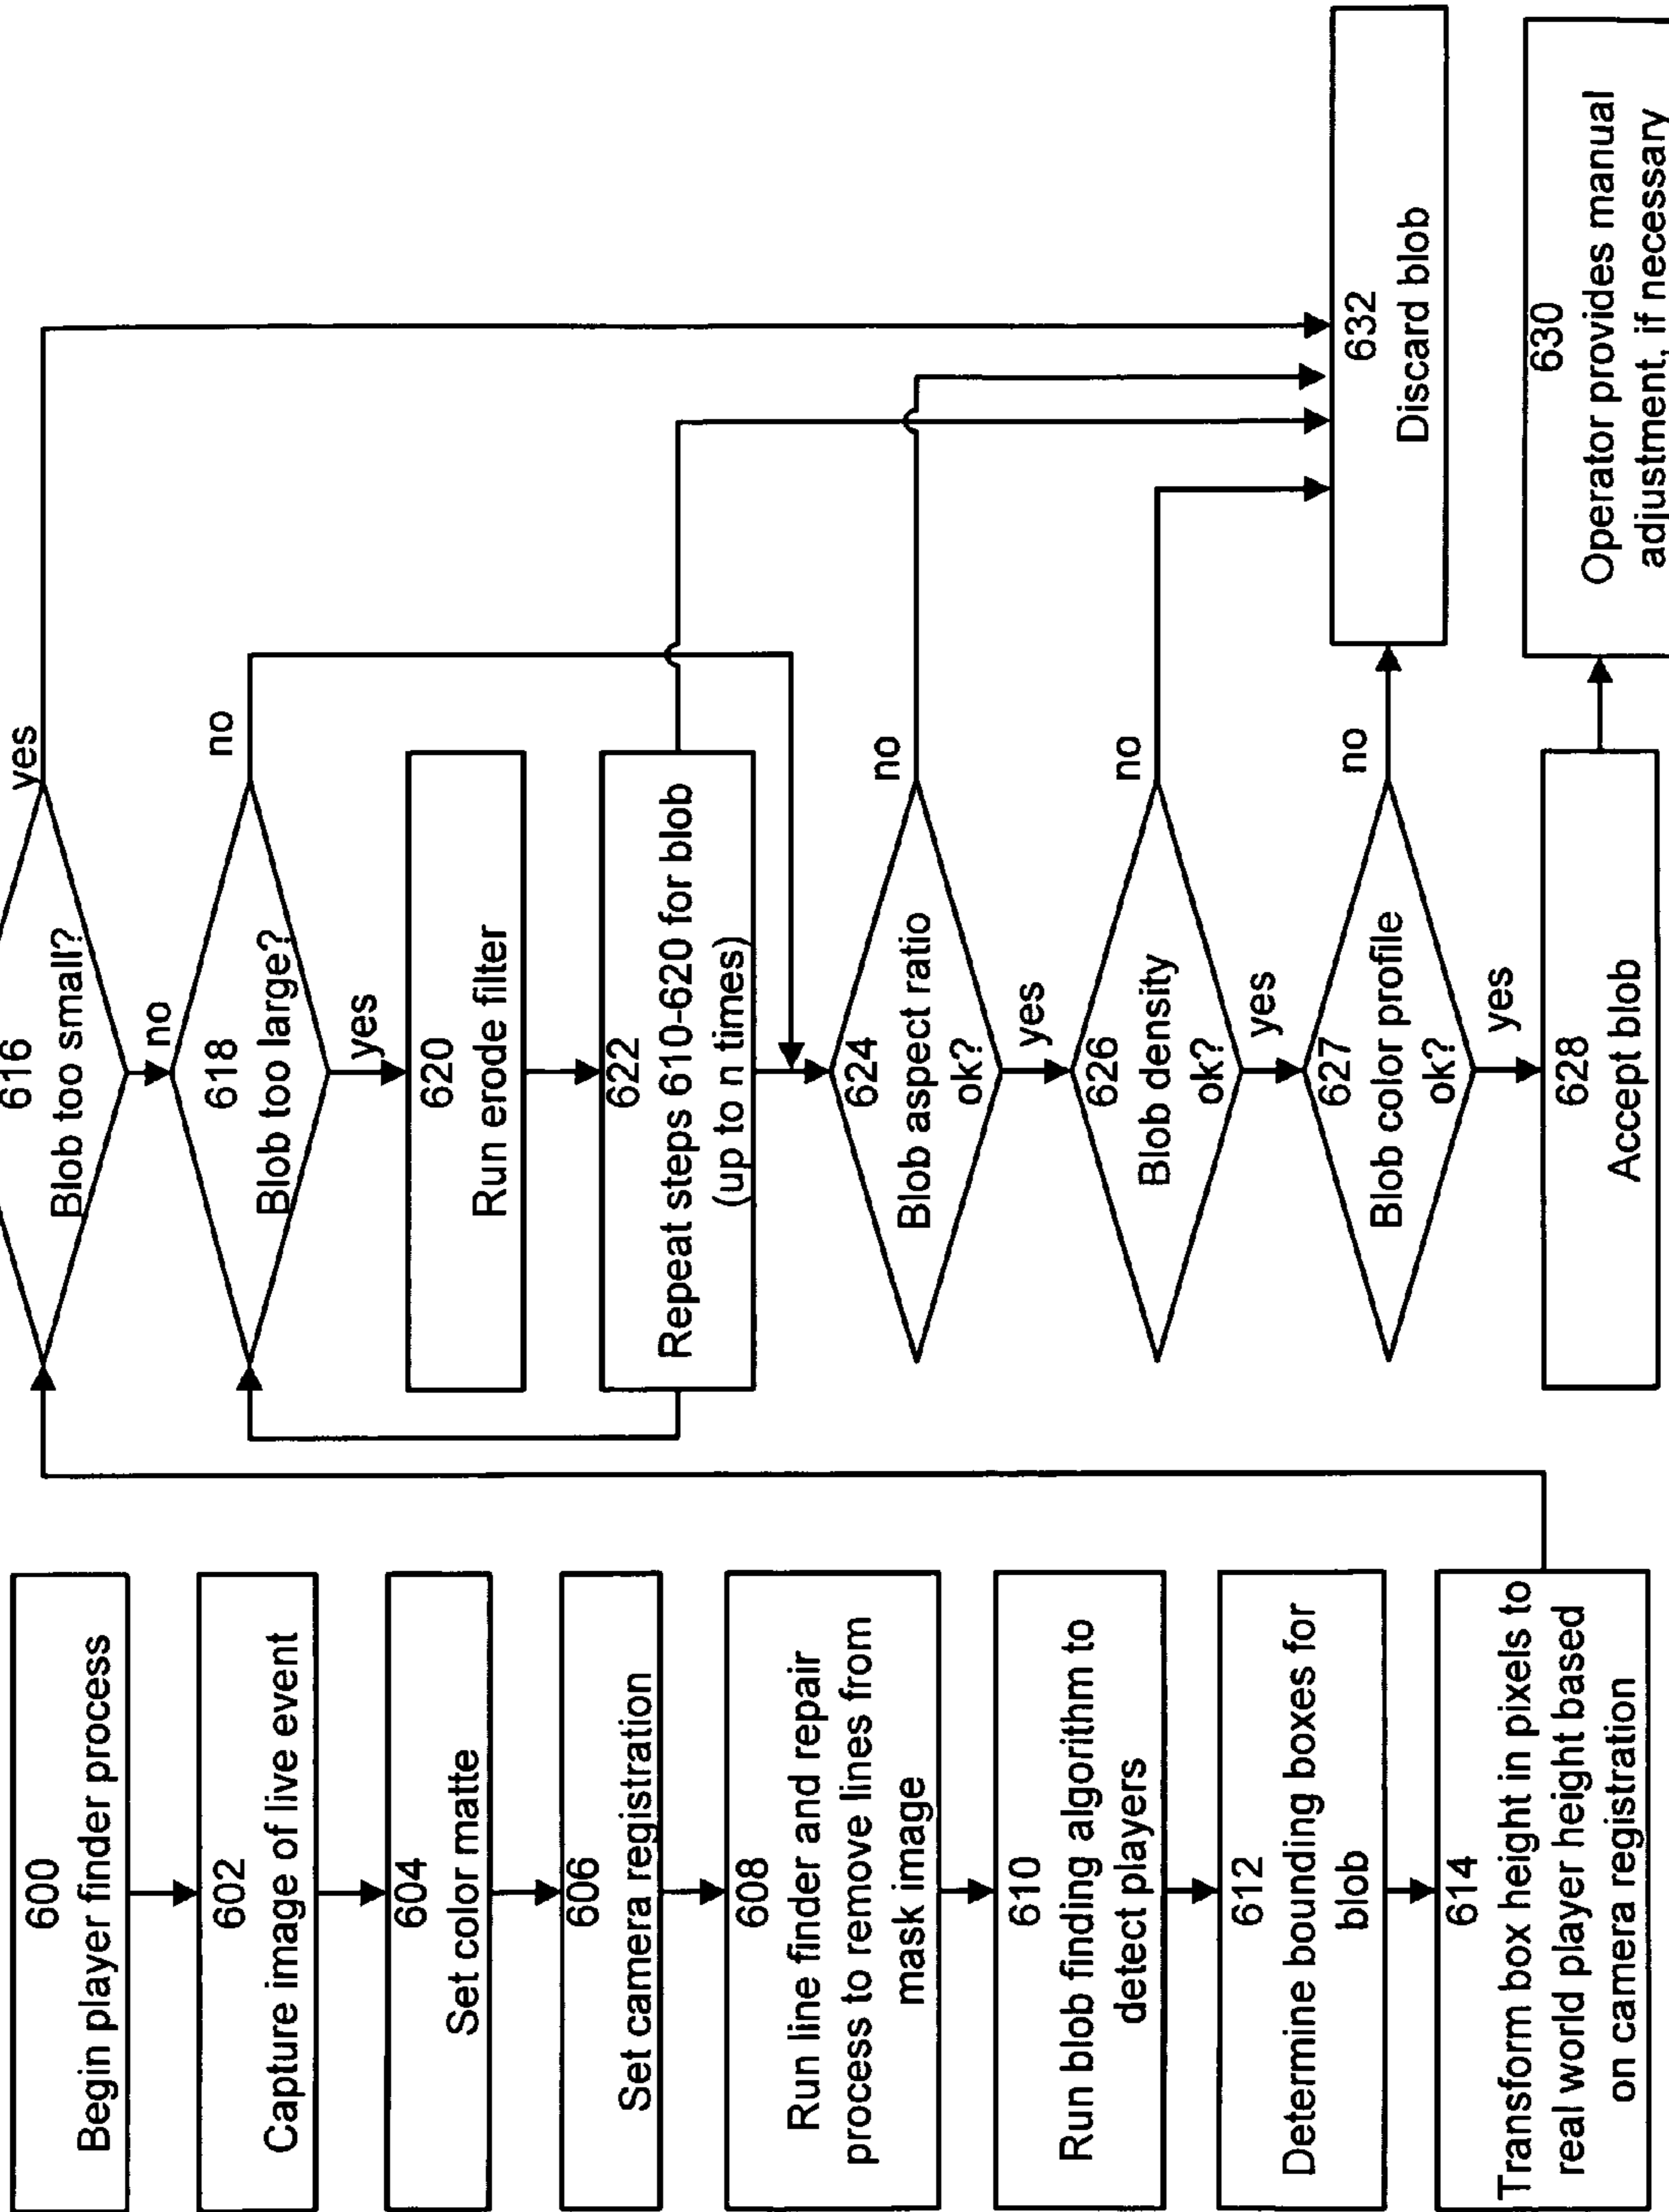 600
Begin player finder process
602
Capture image of live event
604
Set color matte
606
Set camera registration
608
Run line finder and repair
process to remove lines from
mask image
610
Run blob finding algorithm to
detect players
612
Determine bounding boxes for
blob
614
Transform box height in pixels to
real world player height based
on camera registration
616
Blob too small?
yes
no
618
Blob too large?
no
yes
620
Run erode filter
622
Repeat steps 610-620 for blob
(up to n times)
624
Blob aspect ratio
ok?
no
yes
626
Blob density
ok?
no
yes
627
Blob color profile
ok?
no
yes
628
Accept blob
632
Discard blob
630
Operator provides manual
adjustment, if necessary